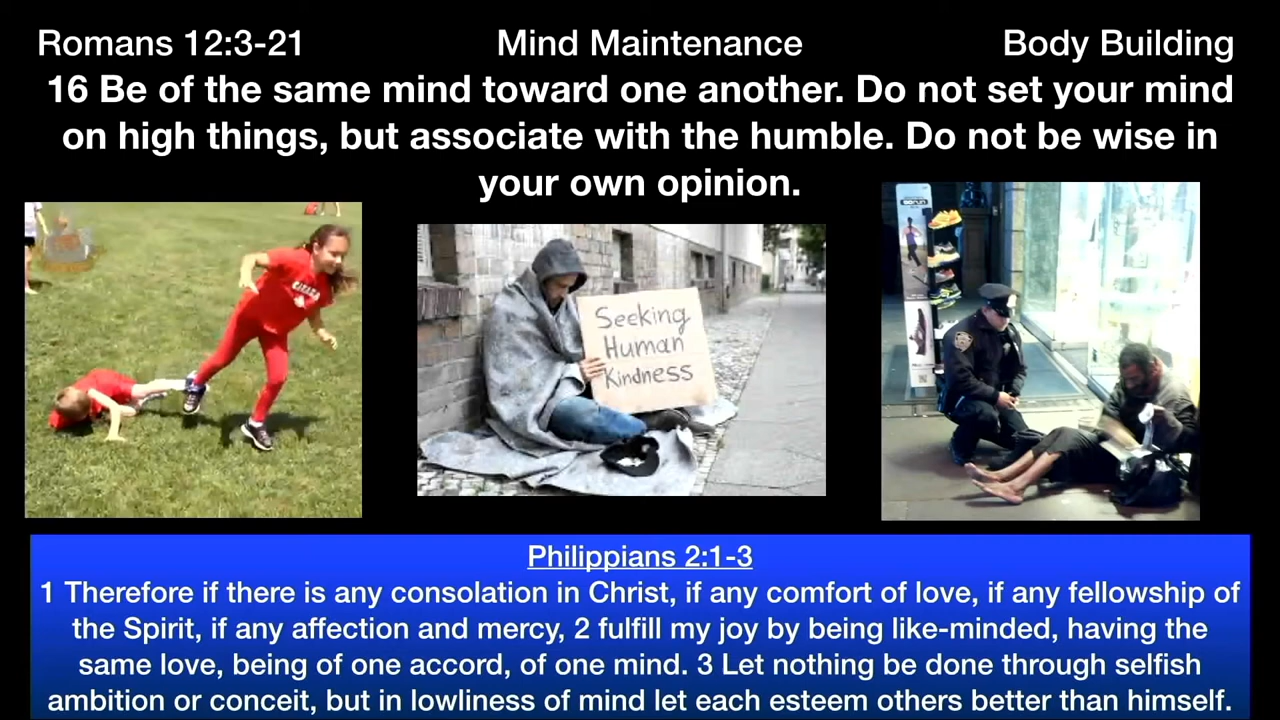 Romans 12:3-21 Mind Maintenance Body Building
16 Be of the same mind toward one another. Do not set your mind
on high things, but associate with the humble. Do not be wise in
your own opinion.
CANADA
Seeking
Human
Kindness
Philippians 2:1-3
1 Therefore if there is any consolation in Christ, if any comfort of love, if any fellowship of
the Spirit, if any affection and mercy, 2 fulfill my joy by being like-minded, having the
same love, being of one accord, of one mind. 3 Let nothing be done through selfish
ambition or conceit, but in lowliness of mind let each esteem others better than himself.